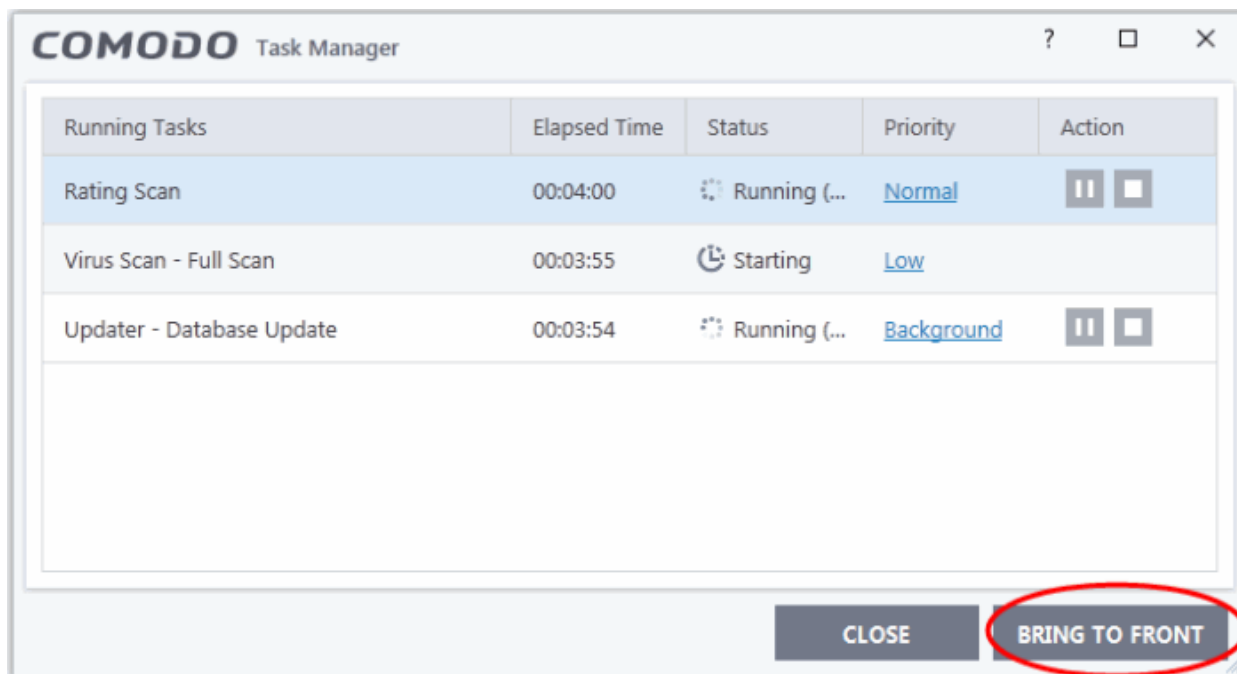 COMODO Task Manager ?
Running Tasks Elapsed Time Status Priority Action
Rating Scan 00:04:00 Running (... Normal
Virus Scan - Full Scan 00:03:55 Starting Low
Updater - Database Update 00:03:54 Running (... Background
CLOSE BRING TO FRONT